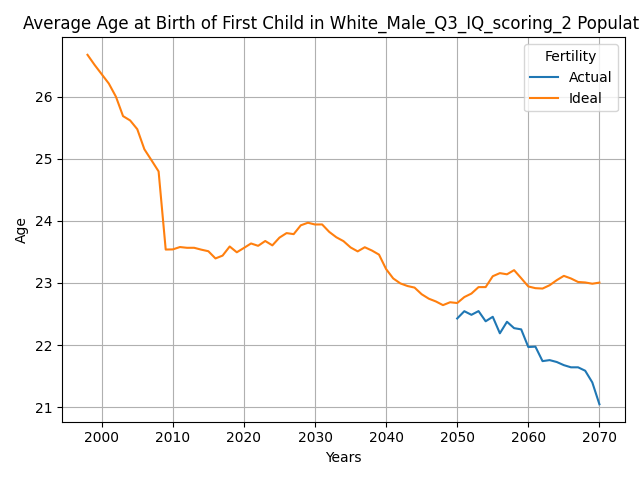 Average Age at Birth of First Child in White_Male_Q3_IQ_scoring_2 Populat
Fertility
Actual
Ideal
Age
26
25
24
23
22
21
2000 2010 2020 2030 2040 2050 2060 2070
Years